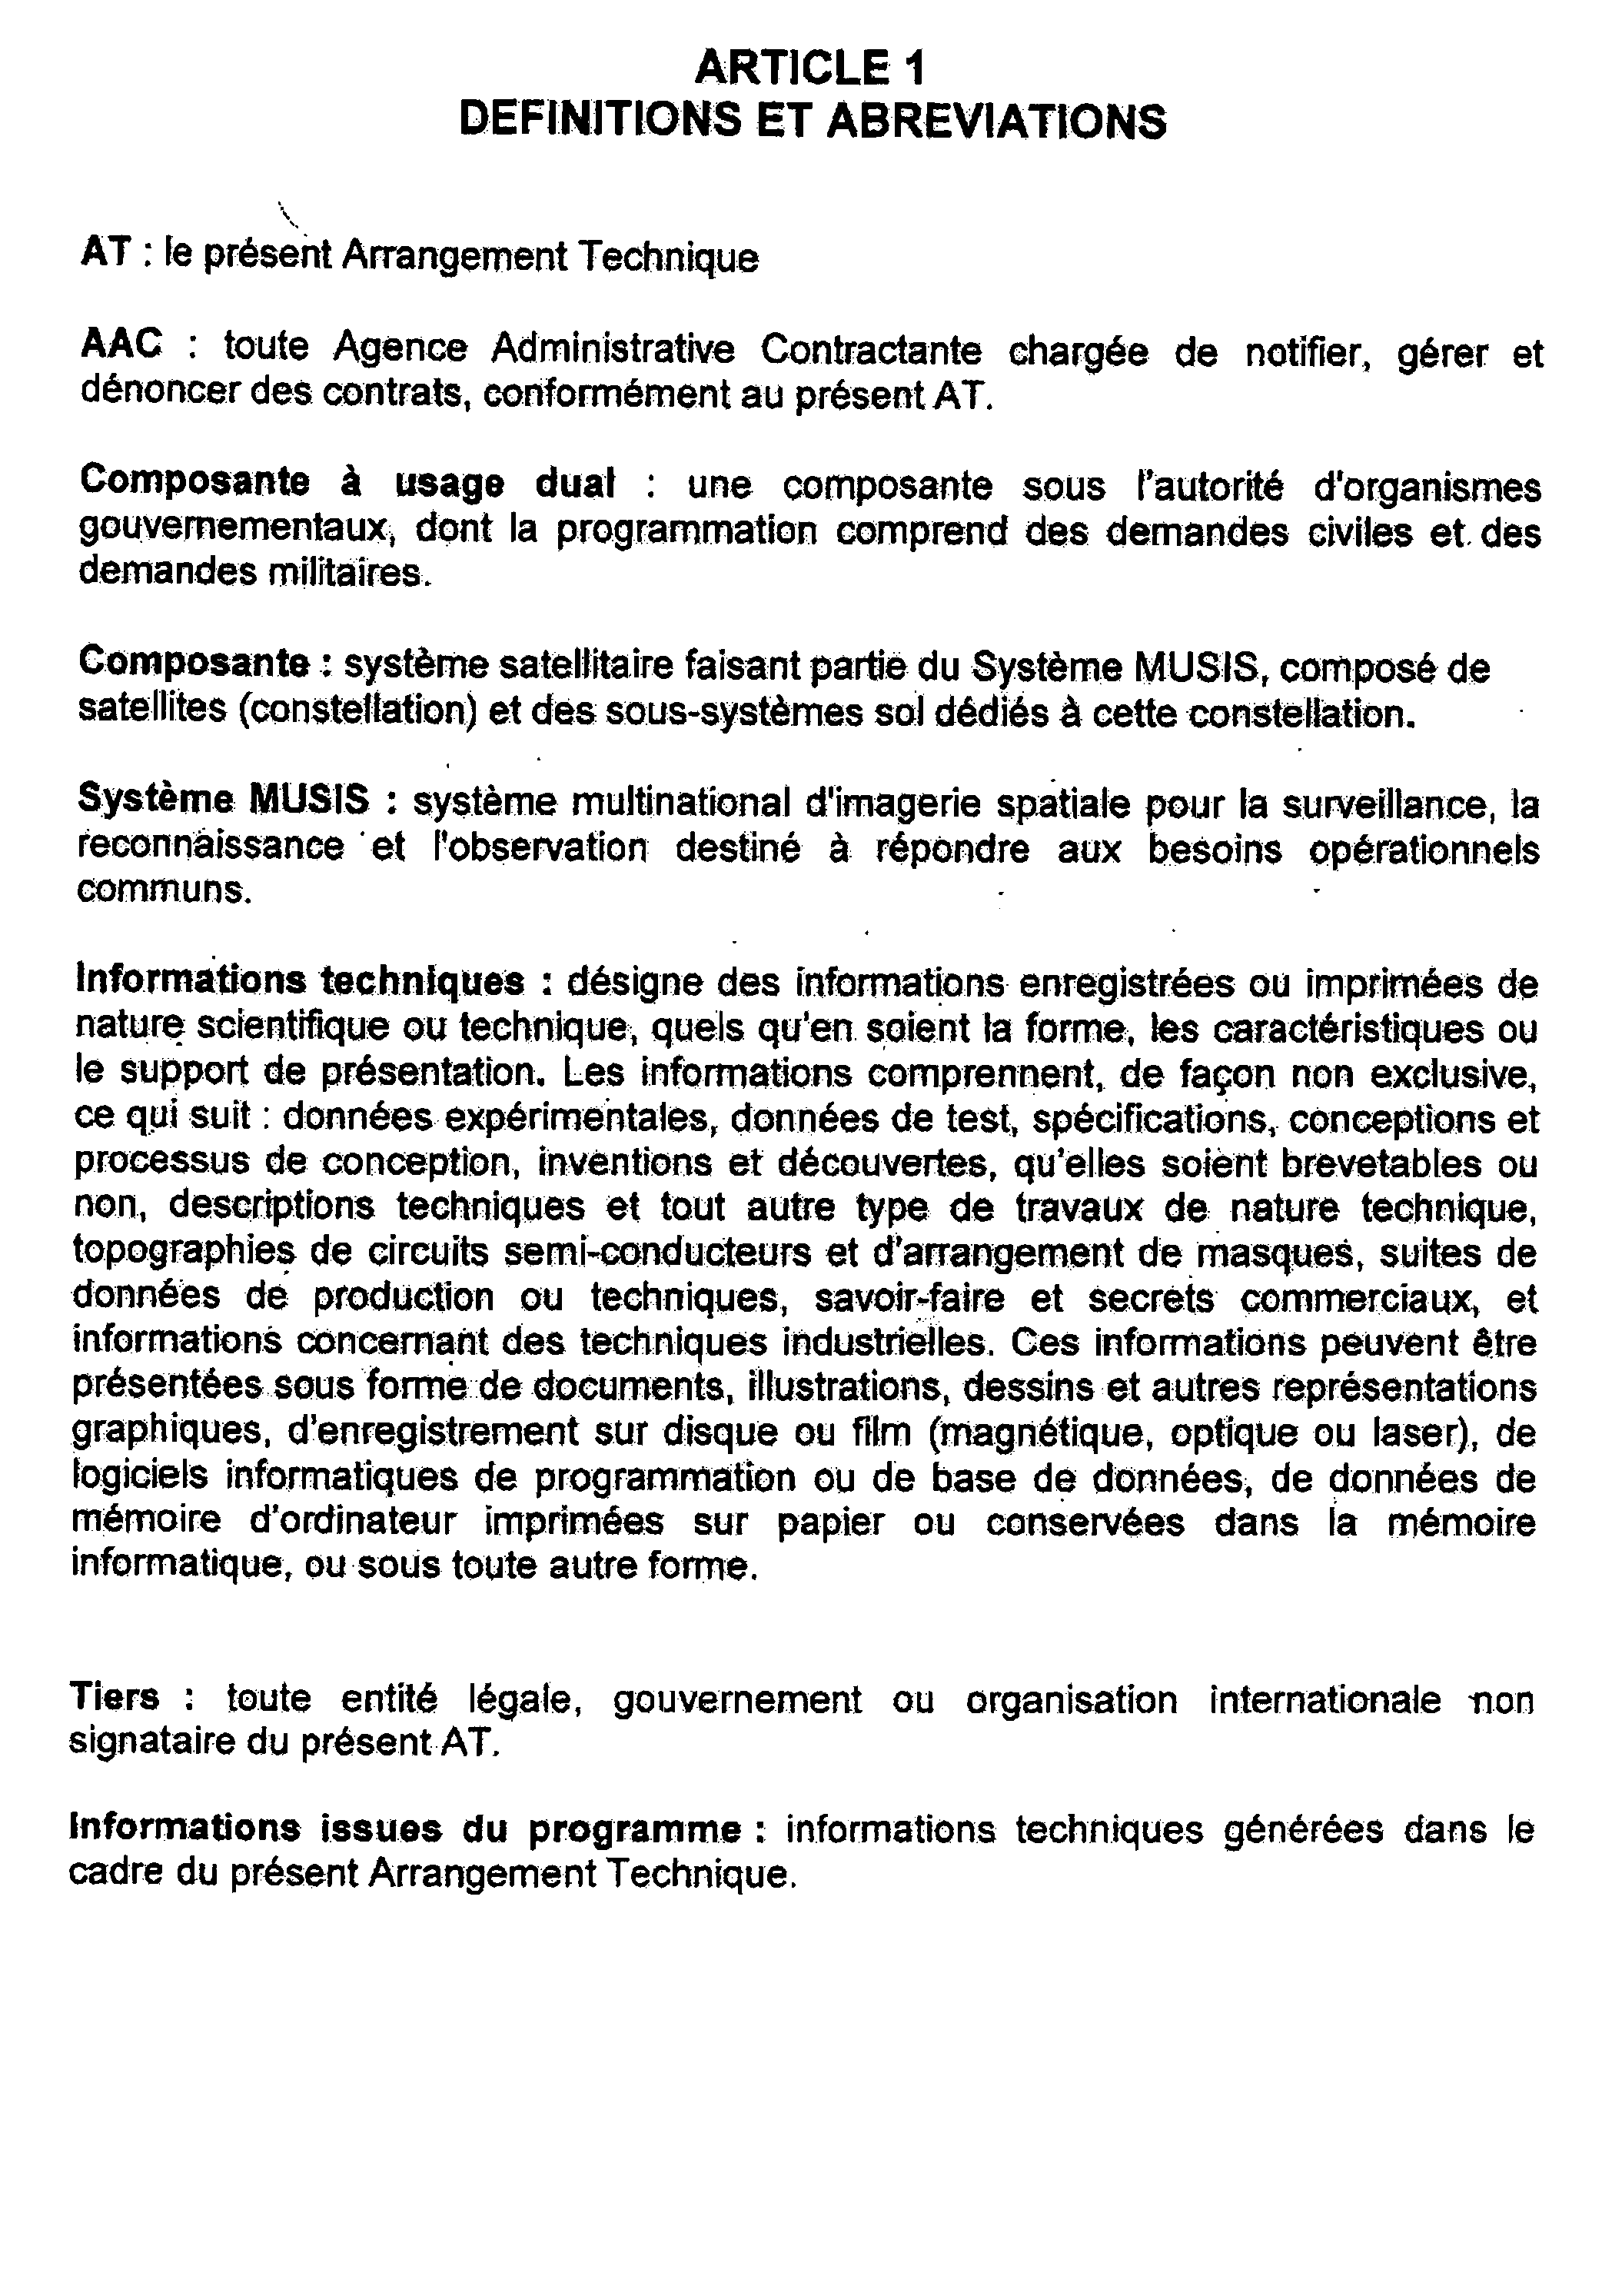 ARTICLE 1
DEFINITIONS ET ABREVIATIONS
AT : le présent Arrangement Technique
AAC : toute Agence Administrative Contractante chargée de notifier, gérer et
dénoncer des contrats, conformément au présent AT.
Composante à usage dual : une composante sous l'autorité d'organismes
gouvernementaux, dont la programmation comprend des demandes civiles et des
demandes militaires.
Composante : système satellitaire faisant partie du Système MUSIS, composé de
satellites (constellation) et des sous-systèmes sol dédiés à cette constellation.
Système MUSIS : système multinational d'imagerie spatiale pour la surveillance, la
reconnaissance et l'observation destiné à répondre aux besoins opérationnels
communs.
Informations techniques : désigne des informations enregistrées ou imprimées de
nature scientifique ou technique, quels qu'en soient la forme, les caractéristiques ou
le support de présentation. Les informations comprennent, de façon non exclusive,
ce qui suit : données expérimentales, données de test, spécifications, conceptions et
processus de conception, inventions et découvertes, qu'elles soient brevetables ou
non, descriptions techniques et tout autre type de travaux de nature technique,
topographies de circuits semi-conducteurs et d'arrangement de masques, suites de
données de production ou techniques, savoir-faire et secrets commerciaux, et
informations concernant des techniques industrielles. Ces informations peuvent être
présentées sous forme de documents, illustrations, dessins et autres représentations
graphiques, d'enregistrement sur disque ou film (magnétique, optique ou laser), de
logiciels informatiques de programmation ou de base de données, de données de
mémoire d'ordinateur imprimées sur papier ou conservées dans la mémoire
informatique, ou sous toute autre forme.
Tiers : toute entité légale, gouvernement ou organisation internationale non
signataire du présent AT.
Informations issues du programme : informations techniques générées dans le
cadre du présent Arrangement Technique.